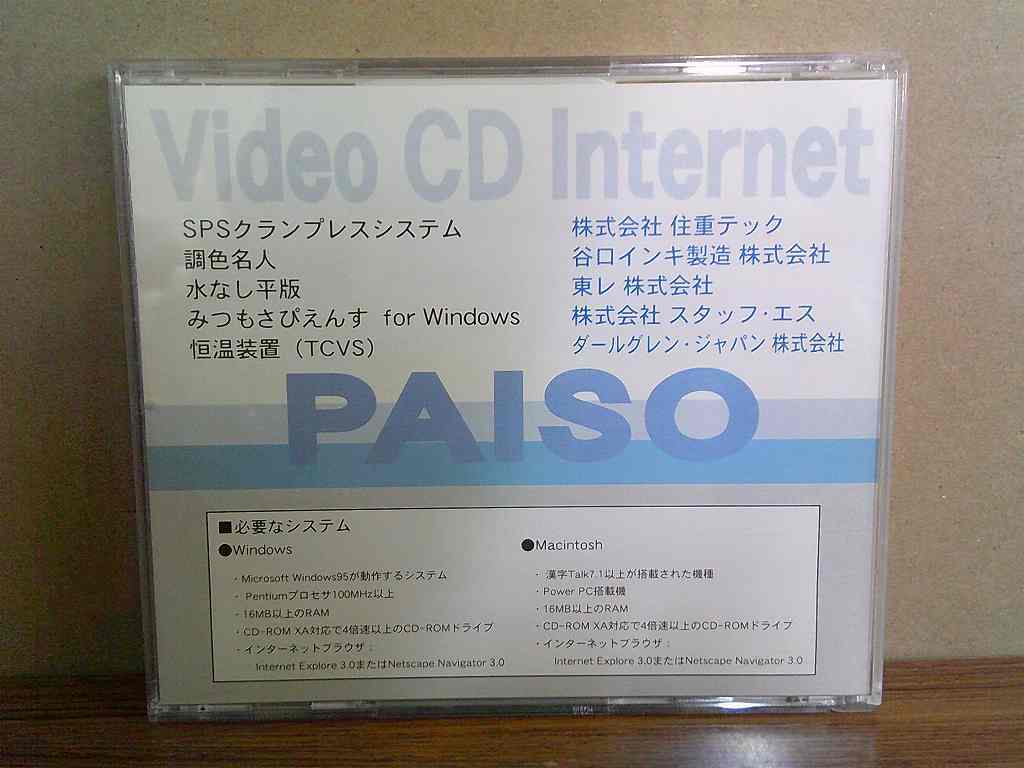 Video CD Internet
SPSクランプレスシステム 株式会社 住重テック
調色名人 谷口インキ製造 株式会社
水なし平版 東レ 株式会社
みつもさぴえんす for Windows 株式会社 スタッフ・エス
恒温装置（TCVS） ダールグレン・ジャパン 株式会社
PAISO
■必要なシステム
●Windows
・Microsoft Windows95が動作するシステム
・Pentiumプロセサ100MHz以上
・16MB以上のRAM
・CD-ROM XA対応で4倍速以上のCD-ROMドライブ
・インターネットブラウザ：
Internet Explore 3.0またはNetscape Navigator 3.0
●Macintosh
・漢字Talk7.1以上が搭載された機種
・Power PC搭載機
・16MB以上のRAM
・CD-ROM XA対応で4倍速以上のCD-ROMドライブ
・インターネットブラウザ：
Internet Explore 3.0またはNetscape Navigator 3.0